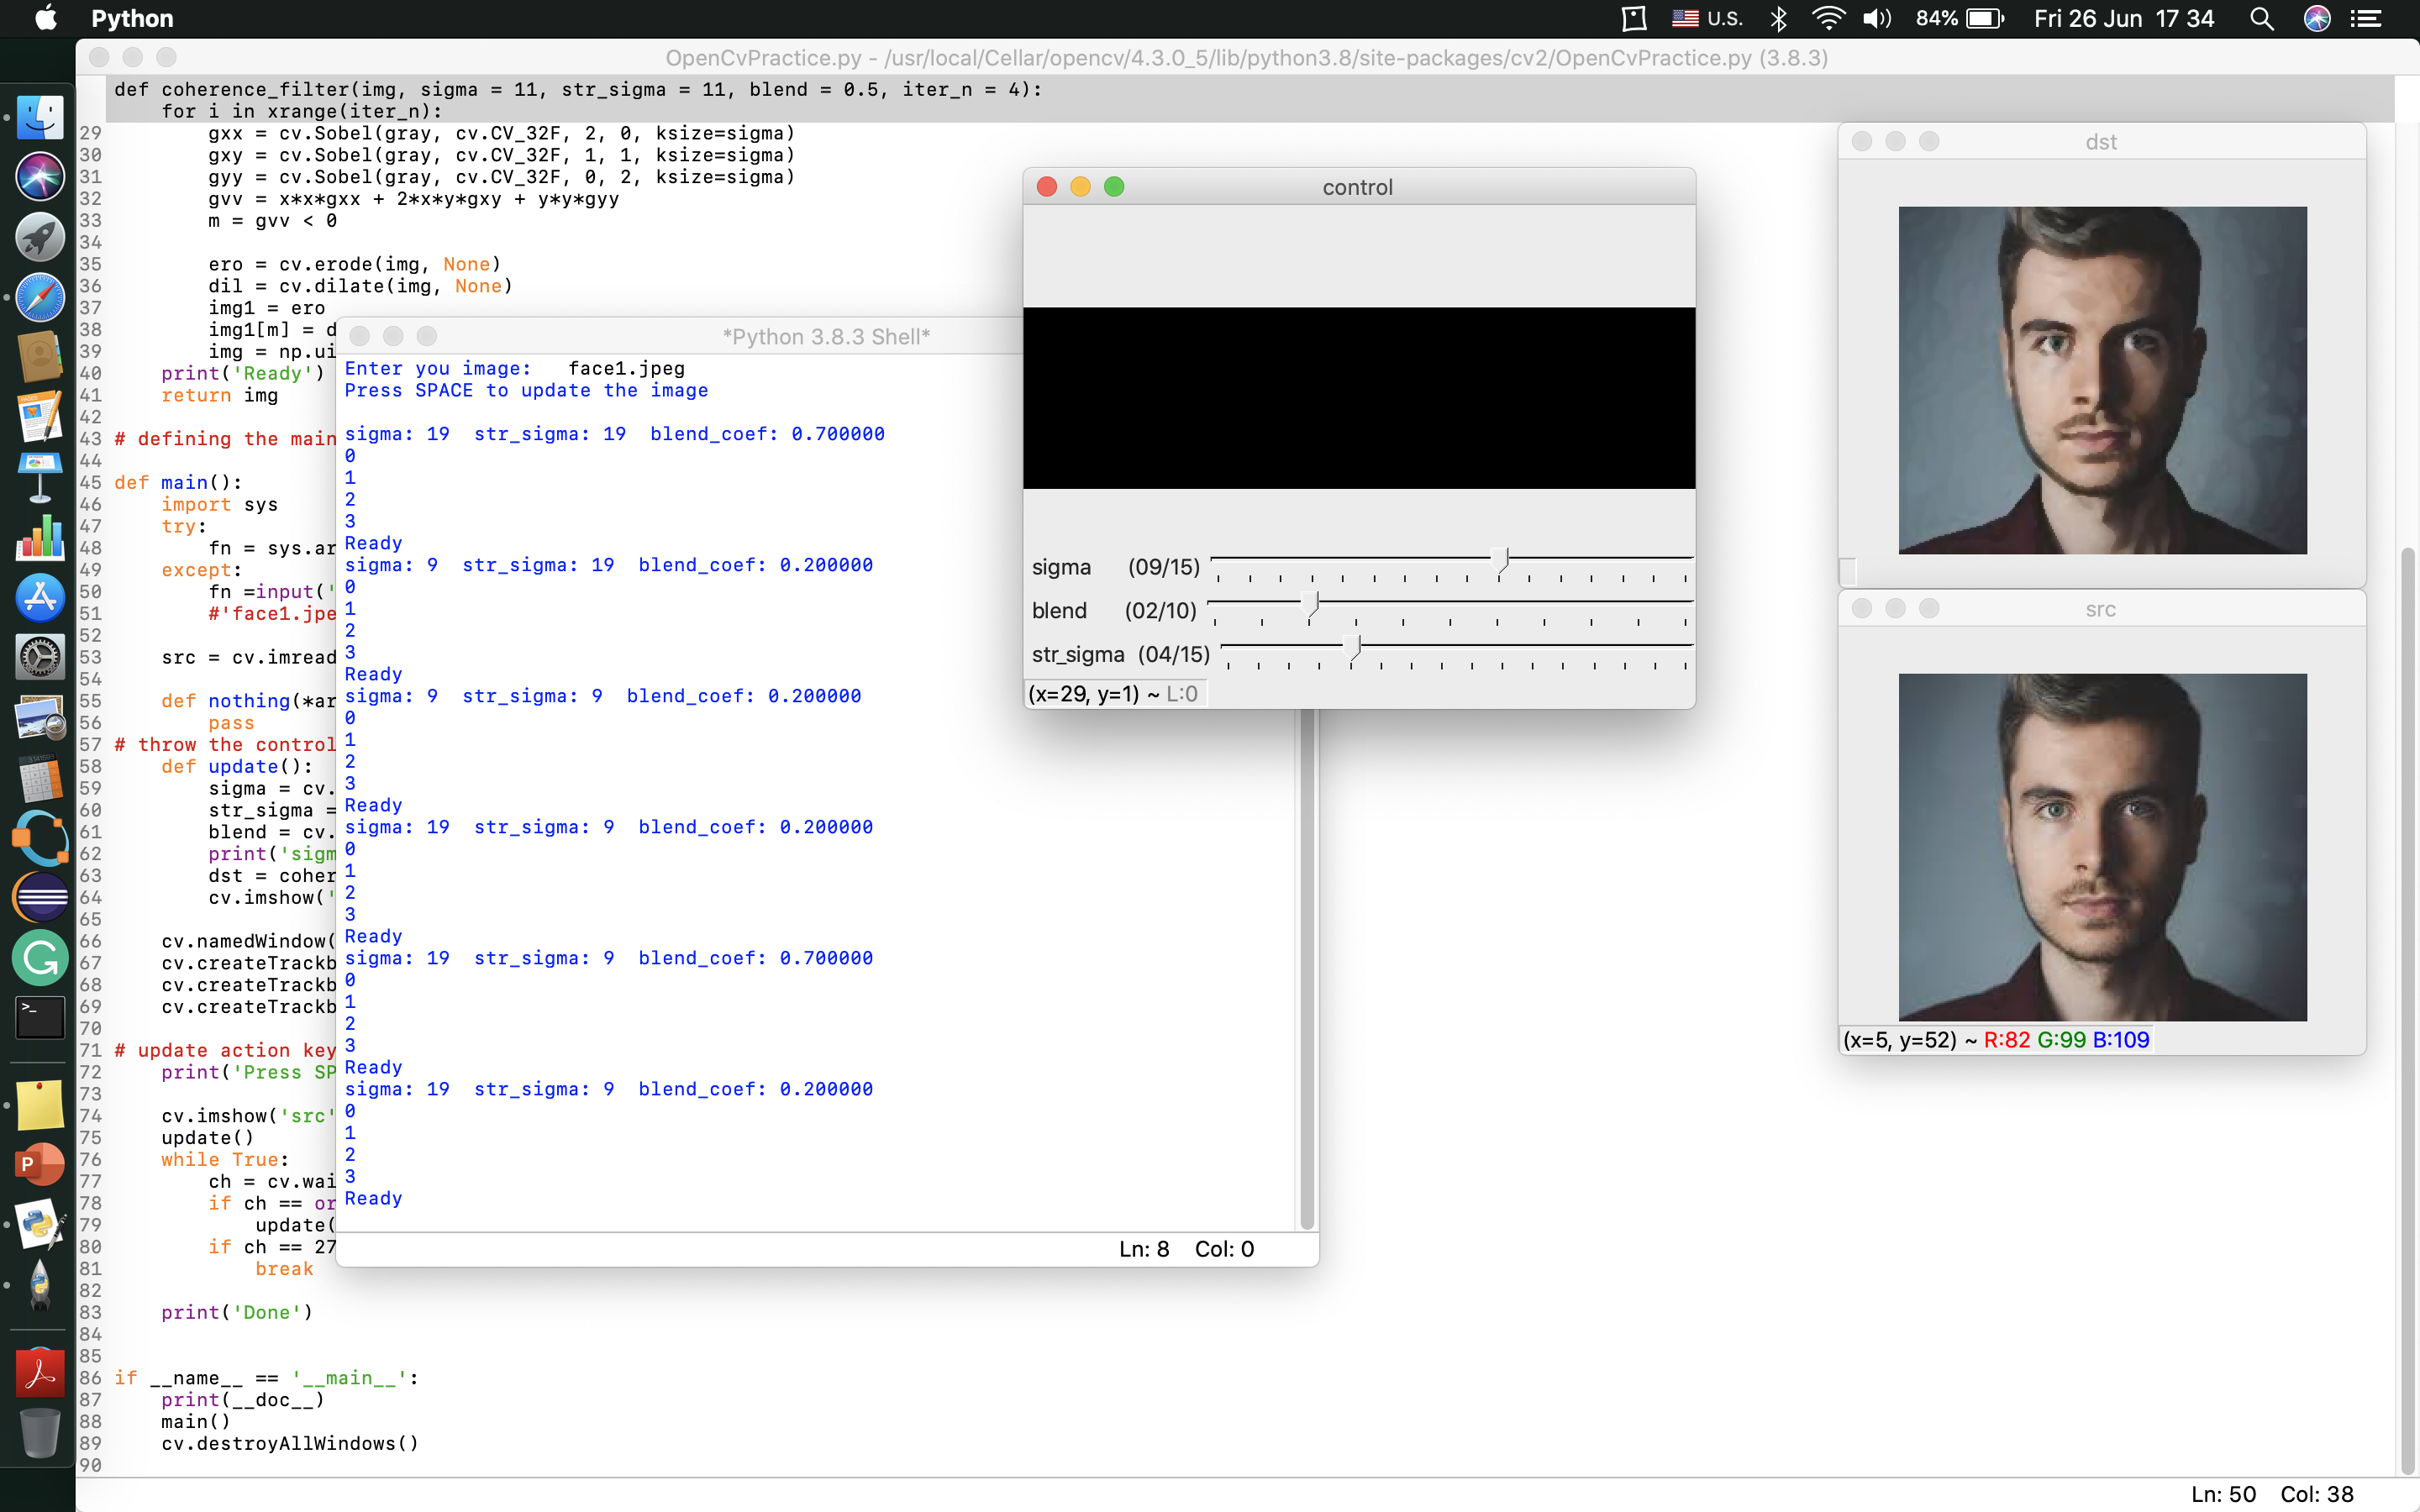 Python
U.S.
84%
Fri 26 Jun 17 34
OpenCvPractice.py - /usr/local/Cellar/opencv/4.3.0_5/lib/python3.8/site-packages/cv2/OpenCvPractice.py (3.8.3)
def coherence_filter(img, sigma = 11, str_sigma = 11, blend = 0.5, iter_n = 4):
for i in xrange(iter_n):
29 gxx = cv.Sobel(gray, cv.CV_32F, 2, 0, ksize=sigma)
30 gxy = cv.Sobel(gray, cv.CV_32F, 1, 1, ksize=sigma)
31 gyy = cv.Sobel(gray, cv.CV_32F, 0, 2, ksize=sigma)
32 gvv = x*x*gxx + 2*x*y*gxy + y*y*gyy
33 m = gvv < 0
34
35 ero = cv.erode(img, None)
36 dil = cv.dilate(img, None)
37 img1 = ero
38 img1[m] = d
39 img = np.ui
40 print('Ready')
41 return img
42
43 # defining the main
44
45 def main():
46 import sys
47 try:
48 fn = sys.ar
49 except:
50 fn =input('
51 #'face1.jpe
52
53 src = cv.imread
54
55 def nothing(*ar
56 pass
57 # throw the control
58 def update():
59 sigma = cv.
60 str_sigma =
61 blend = cv.
62 print('sigm
63 dst = coher
64 cv.imshow('
65
66 cv.namedWindow(
67 cv.createTrackb
68 cv.createTrackb
69 cv.createTrackb
70
71 # update action key
72 print('Press SP
73
74 cv.imshow('src'
75 update()
76 while True:
77 ch = cv.wai
78 if ch == or
79 update(
80 if ch == 27
81 break
82
83 print('Done')
84
85
86 if __name__ == '__main__':
87 print(__doc__)
88 main()
89 cv.destroyAllWindows()
90
Ln: 50 Col: 38
*Python 3.8.3 Shell*
Enter you image: face1.jpeg
Press SPACE to update the image
sigma: 19 str_sigma: 19 blend_coef: 0.700000
0
1
2
3
Ready
sigma: 9 str_sigma: 19 blend_coef: 0.200000
0
1
2
3
Ready
sigma: 9 str_sigma: 9 blend_coef: 0.200000
0
1
2
3
Ready
sigma: 19 str_sigma: 9 blend_coef: 0.200000
0
1
2
3
Ready
sigma: 19 str_sigma: 9 blend_coef: 0.700000
0
1
2
3
Ready
sigma: 19 str_sigma: 9 blend_coef: 0.200000
0
1
2
3
Ready
Ln: 8 Col: 0
control
sigma (09/15)
blend (02/10)
str_sigma (04/15)
(x=29, y=1) ~ L:0
dst
src
(x=5, y=52) ~ R:82 G:99 B:109